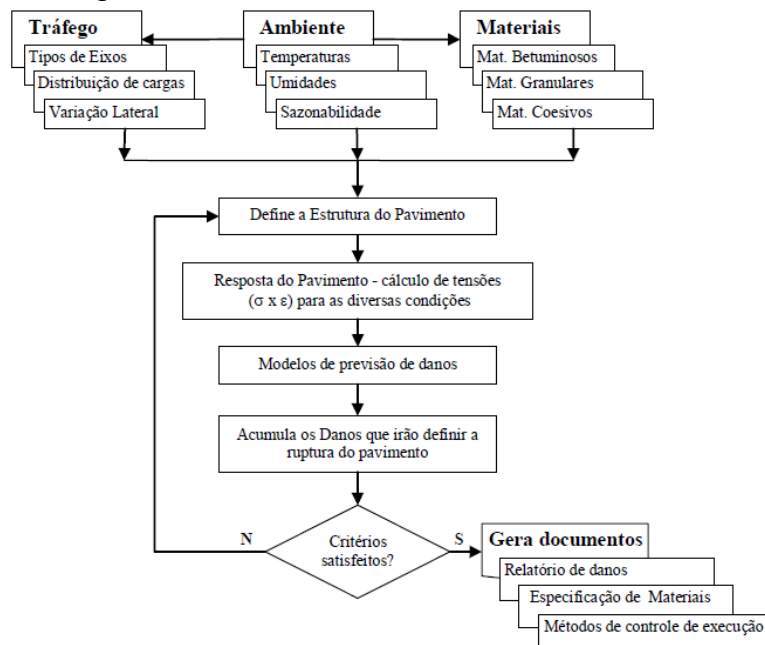 Tráfego
Tipos de Eixos
Distribuição de cargas
Variação Lateral
Ambiente
Temperaturas
Umidades
Sazonabilidade
Materiais
Mat. Betuminosos
Mat. Granulares
Mat. Coesivos
Define a Estrutura do Pavimento
Resposta do Pavimento - cálculo de tensões
(σ x ε) para as diversas condições
Modelos de previsão de danos
Acumula os Danos que irão definir a
ruptura do pavimento
Critérios
satisfeitos?
N
S
Gera documentos
Relatório de danos
Especificação de Materiais
Métodos de controle de execução